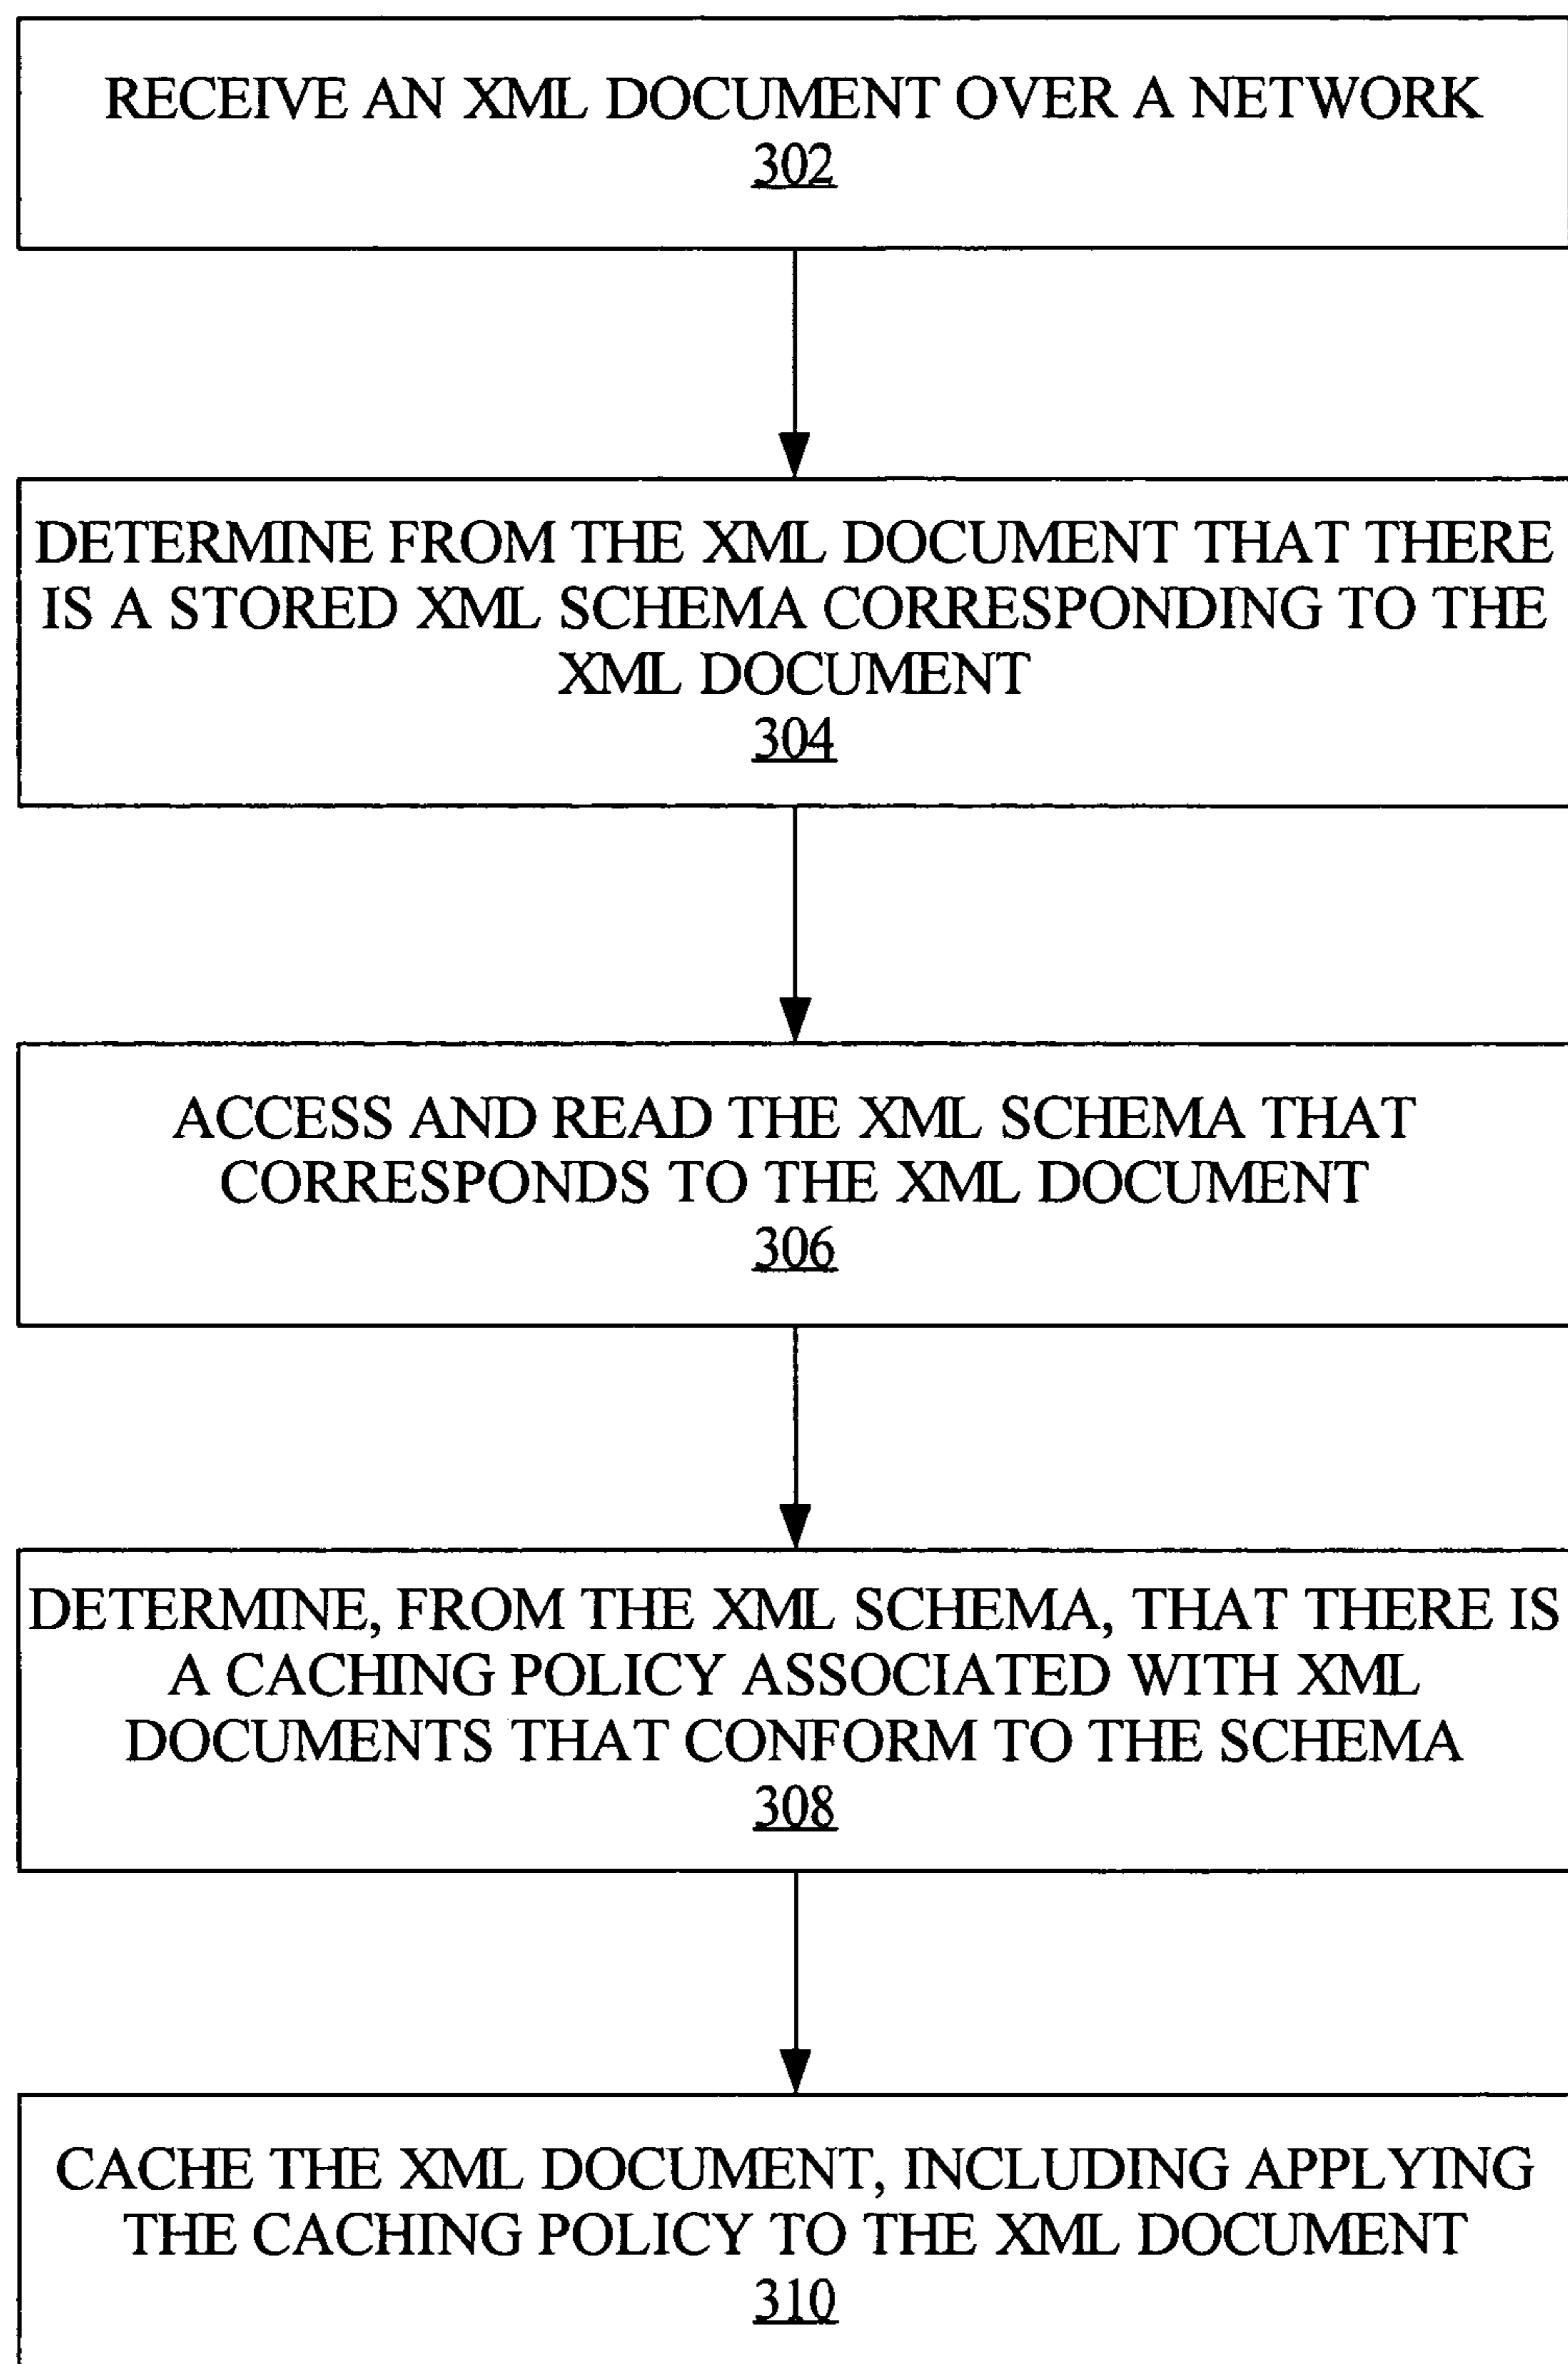 RECEIVE AN XML DOCUMENT OVER A NETWORK
302
DETERMINE FROM THE XML DOCUMENT THAT THERE
IS A STORED XML SCHEMA CORRESPONDING TO THE
XML DOCUMENT
304
ACCESS AND READ THE XML SCHEMA THAT
CORRESPONDS TO THE XML DOCUMENT
306
DETERMINE, FROM THE XML SCHEMA, THAT THERE IS
A CACHING POLICY ASSOCIATED WITH XML
DOCUMENTS THAT CONFORM TO THE SCHEMA
308
CACHE THE XML DOCUMENT, INCLUDING APPLYING
THE CACHING POLICY TO THE XML DOCUMENT
310